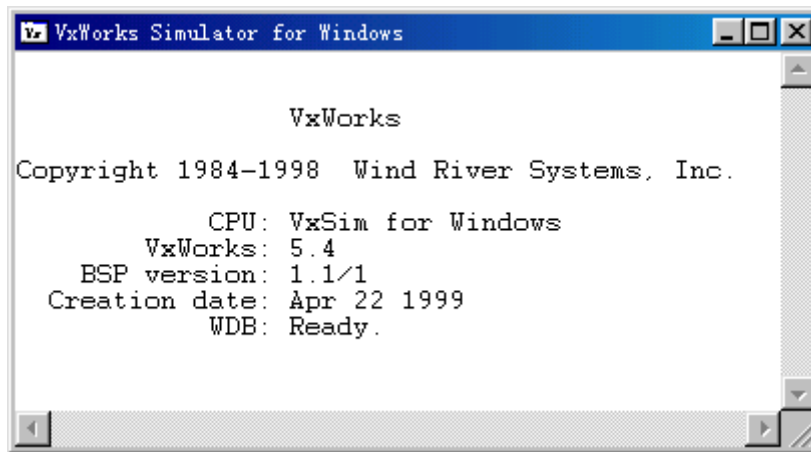 VxWorks Simulator for Windows
VxWorks
Copyright 1984-1998 Wind River Systems, Inc.
CPU: VxSim for Windows
VxWorks: 5.4
BSP version: 1.1/1
Creation date: Apr 22 1999
WDB: Ready.